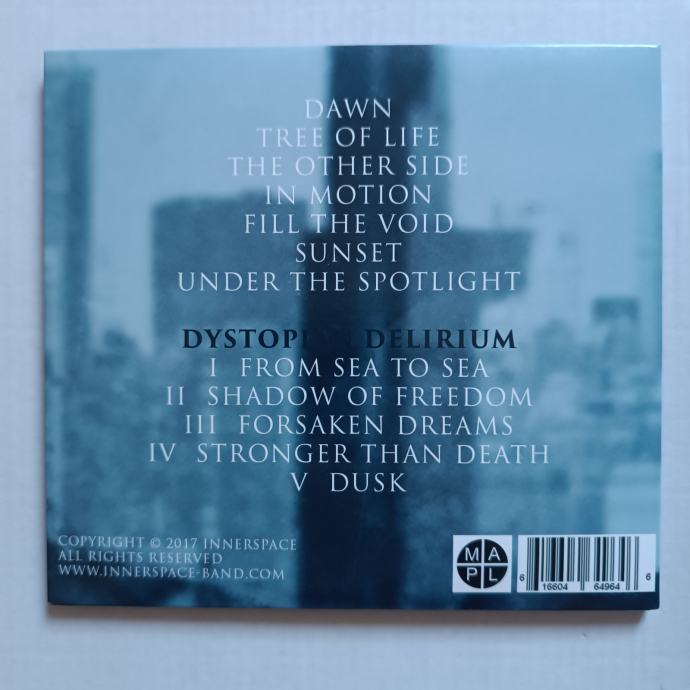 DAWN
TREE OF LIFE
THE OTHER SIDE
IN MOTION
FILL THE VOID
SUNSET
UNDER THE SPOTLIGHT
DYSTOPIAN DELIRIUM
I FROM SEA TO SEA
II SHADOW OF FREEDOM
III FORSAKEN DREAMS
IV STRONGER THAN DEATH
V DUSK
COPYRIGHT © 2017 INNERSPACE
ALL RIGHTS RESERVED
WWW.INNERSPACE-BAND.COM
M A
P L
6 16604 64964 6